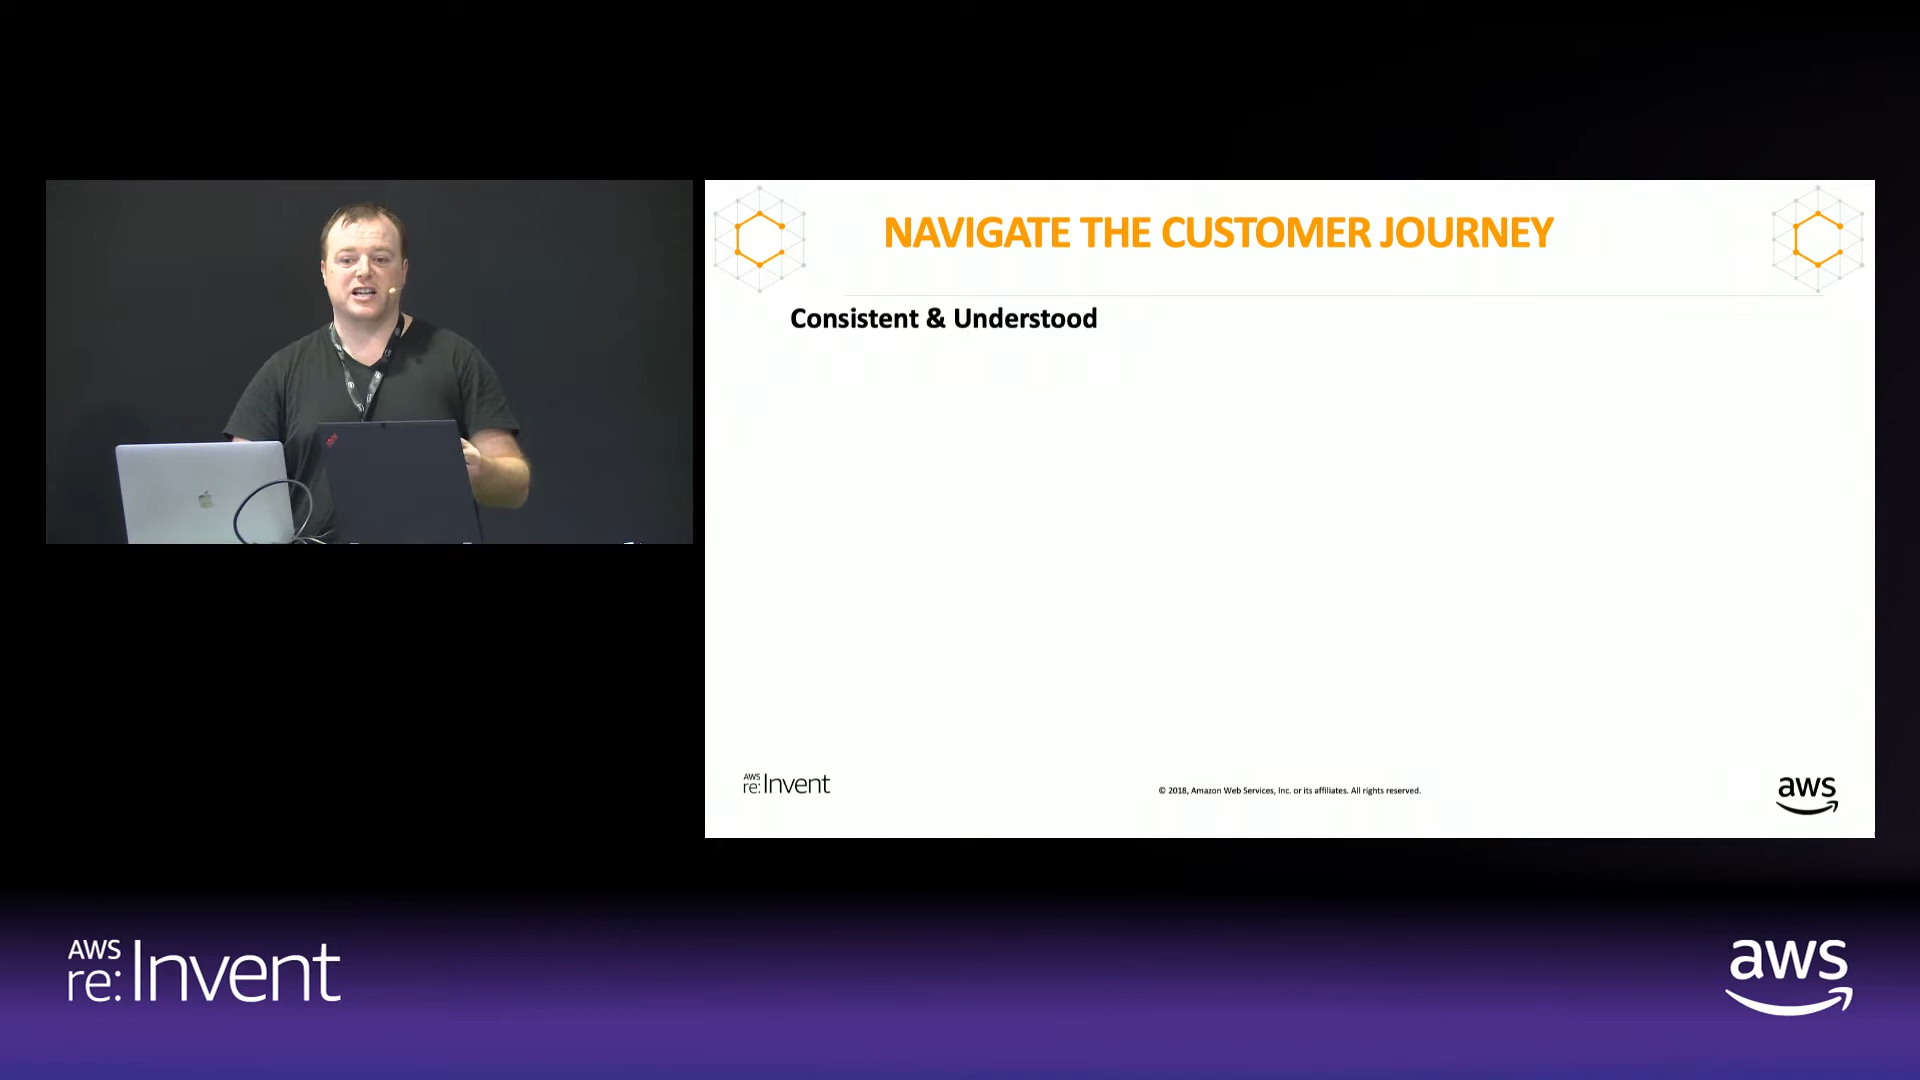 NAVIGATE THE CUSTOMER JOURNEY
Consistent & Understood
AWS
re:Invent
© 2018, Amazon Web Services, Inc. or its affiliates. All rights reserved.
aws
AWS
re:Invent
aws